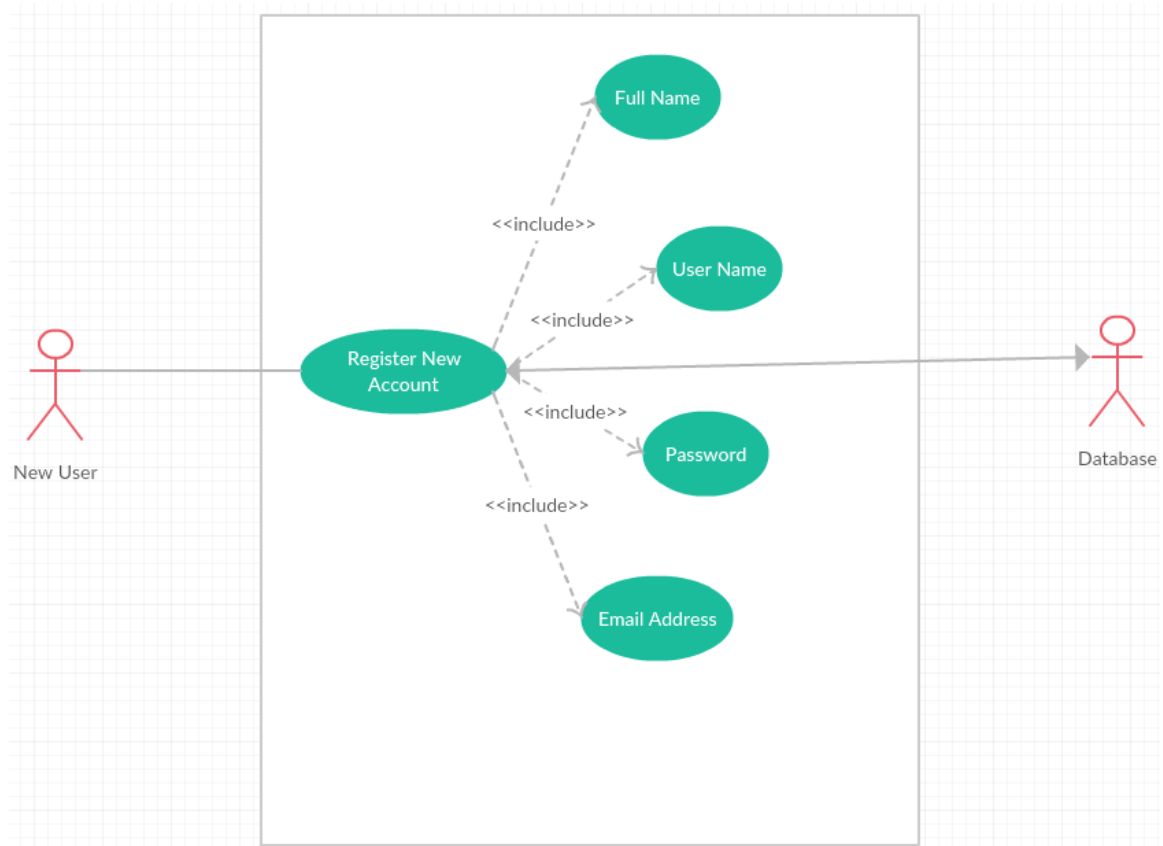 Full Name
<<include>>
User Name
<<include>>
Register New
Account
<<include>>
Password
Database
New User
<<include>>
Email Address